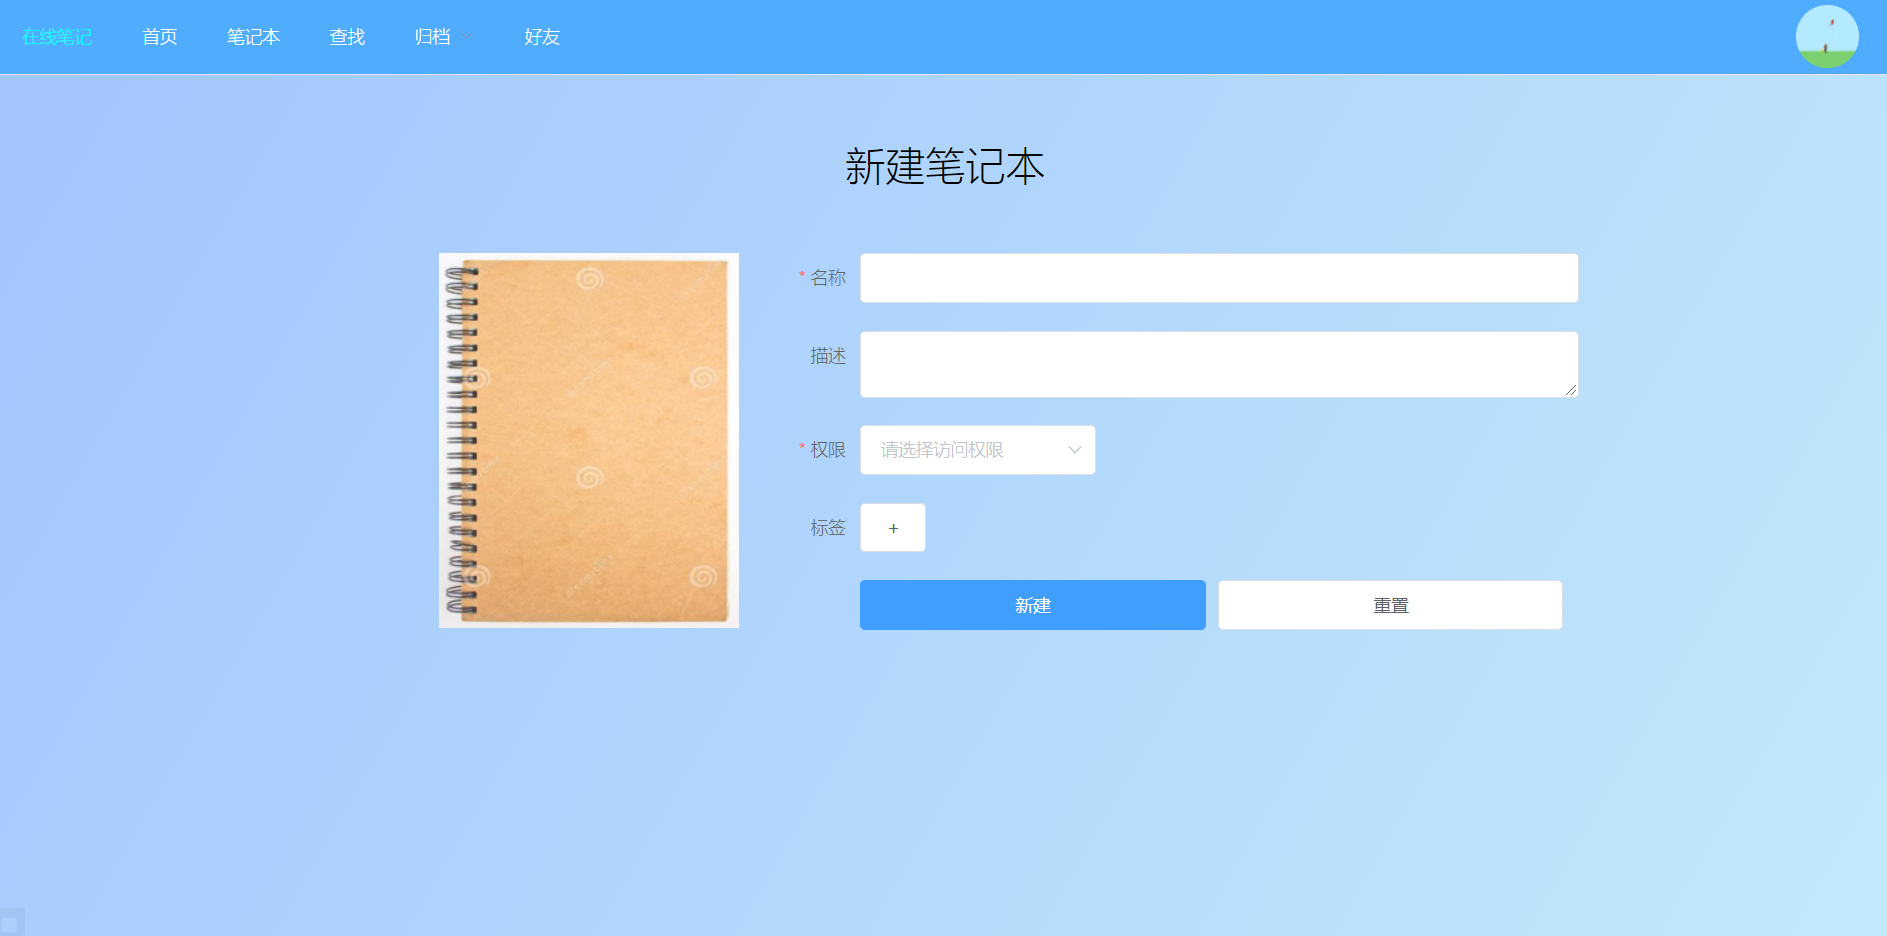 在线笔记 首页 笔记本 查找 归档 好友
新建笔记本
* 名称
描述
* 权限 请选择访问权限
标签 +
新建 重置